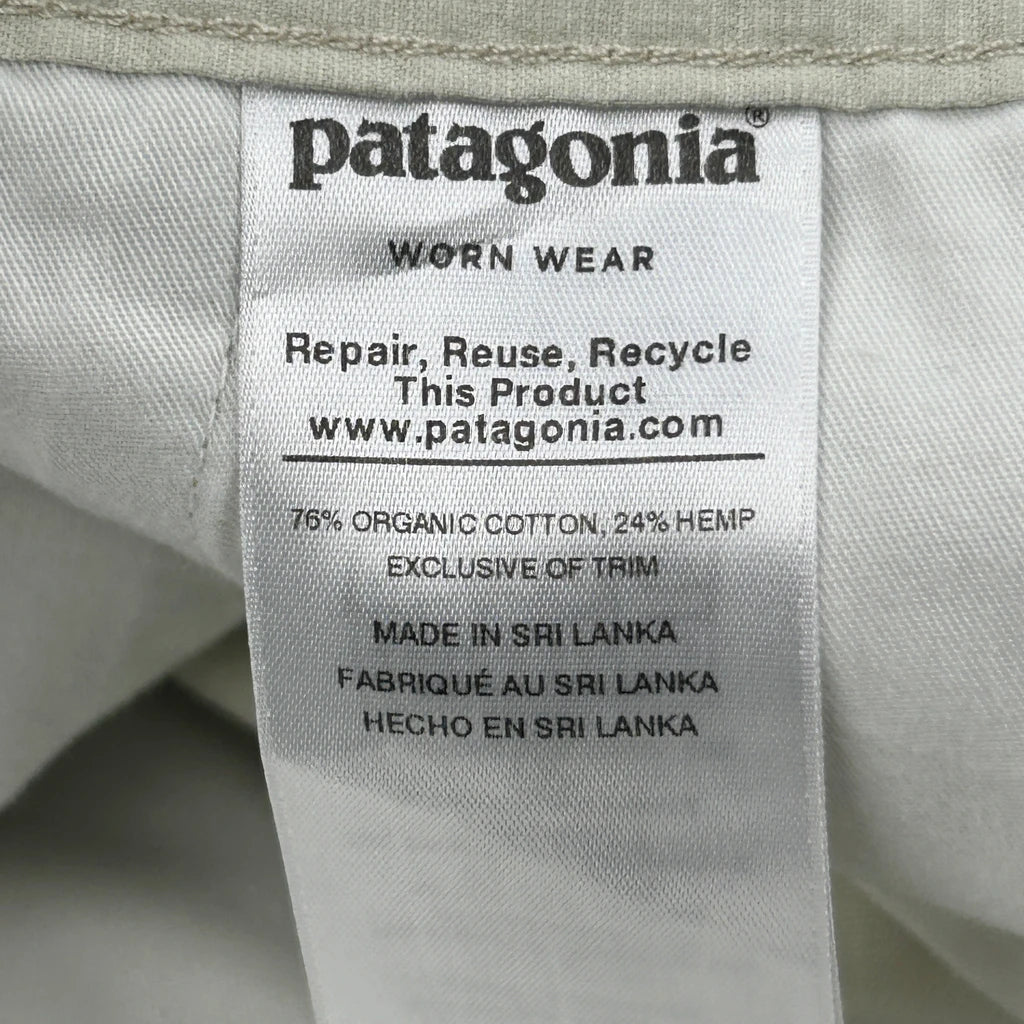 patagonia®
WORN WEAR
Repair, Reuse, Recycle
This Product
www.patagonia.com
76% ORGANIC COTTON, 24% HEMP
EXCLUSIVE OF TRIM
MADE IN SRI LANKA
FABRIQUÉ AU SRI LANKA
HECHO EN SRI LANKA